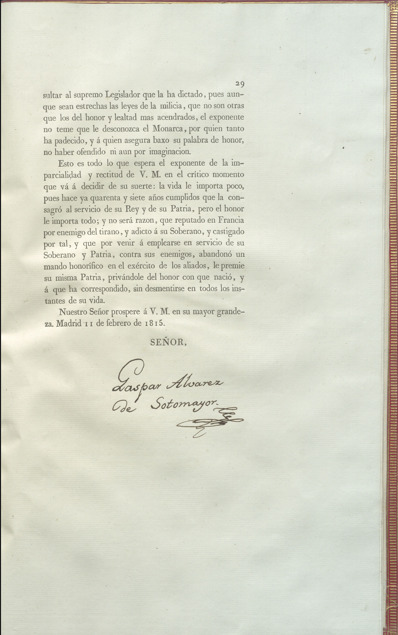 29
sultar al supremo Legislador que la ha dictado, pues aun-
que sean estrechas las leyes de la milicia, que no son otras
que los del honor y lealtad mas acendrados, el exponente
no teme que le desconozca el Monarca, por quien tanto
ha padecido, y á quien asegura baxo su palabra de honor,
no haber ofendido ni aun por imaginacion.
Esto es todo lo que espera el exponente de la im-
parcialidad y rectitud de V. M. en el crítico momento
que vá á decidir de su suerte: la vida le importa poco,
pues hace ya quarenta y siete años cumplidos que la con-
sagró al servicio de su Rey y de su Patria, pero el honor
le importa todo; y no será razon, que reputado en Francia
por enemigo del tirano, y adicto á su Soberano, y castigado
por tal, y que por venir á emplearse en servicio de su
Soberano y Patria, contra sus enemigos, abandonó un
mando honorífico en el exército de los aliados, le premie
su misma Patria, privándole del honor con que nació, y
á que ha correspondido, sin desmentirse en todos los ins-
tantes de su vida.
Nuestro Señor prospere á V. M. en su mayor grande-
za. Madrid 11 de febrero de 1815.
SEÑOR.
Gaspar Alvarez
de Sotomayor.